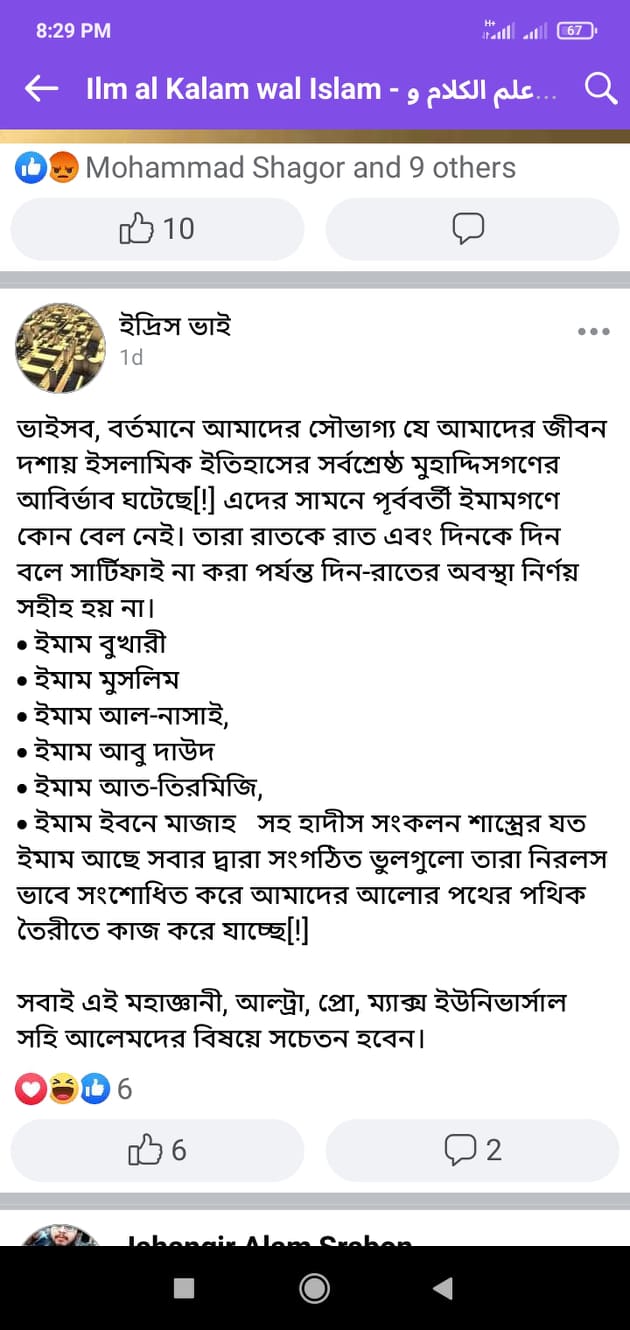 8:29 PM
H+
67
Ilm al Kalam wal Islam - علم الكلام و...
Mohammad Shagor and 9 others
10
ইদ্রিস ভাই
1d
ভাইসব, বর্তমানে আমাদের সৌভাগ্য যে আমাদের জীবন
দশায় ইসলামিক ইতিহাসের সর্বশ্রেষ্ঠ মুহাদ্দিসগণের
আবির্ভাব ঘটেছে[!] এদের সামনে পূর্ববর্তী ইমামগণে
কোন বেল নেই। তারা রাতকে রাত এবং দিনকে দিন
বলে সার্টিফাই না করা পর্যন্ত দিন-রাতের অবস্থা নির্ণয়
সহীহ হয় না।
• ইমাম বুখারী
• ইমাম মুসলিম
• ইমাম আল-নাসাই,
• ইমাম আবু দাউদ
• ইমাম আত-তিরমিজি,
• ইমাম ইবনে মাজাহ সহ হাদীস সংকলন শাস্ত্রের যত
ইমাম আছে সবার দ্বারা সংগঠিত ভুলগুলো তারা নিরলস
ভাবে সংশোধিত করে আমাদের আলোর পথের পথিক
তৈরীতে কাজ করে যাচ্ছে[!]
সবাই এই মহাজ্ঞানী, আল্ট্রা, প্রো, ম্যাক্স ইউনিভার্সাল
সহি আলেমদের বিষয়ে সচেতন হবেন।
6
6
2
Jahangir Alam Srabon